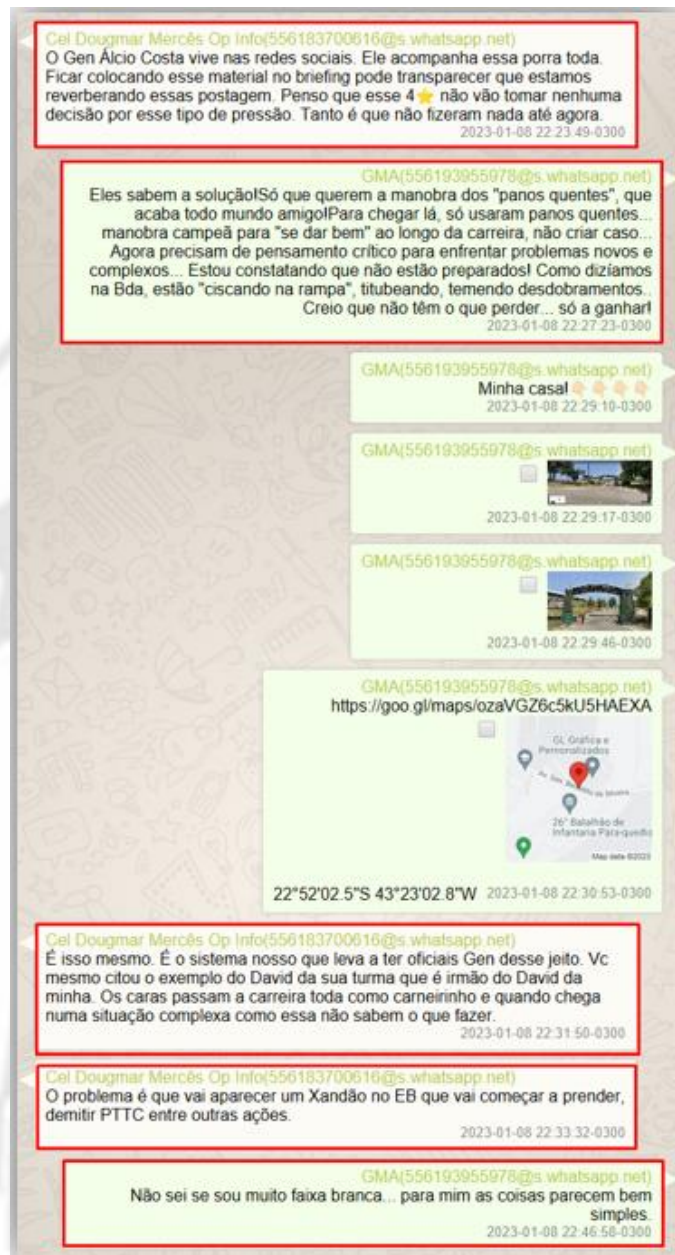 Cel Dougmar Mercês Op Info(556183700616@s.whatsapp.net)
O Gen Álcio Costa vive nas redes sociais. Ele acompanha essa porra toda.
Ficar colocando esse material no briefing pode transparecer que estamos
reverberando essas postagem. Penso que esse 4⭐ não vão tomar nenhuma
decisão por esse tipo de pressão. Tanto é que não fizeram nada até agora.
2023-01-08 22:23:49-0300
GMA(556193955978@s.whatsapp.net)
Eles sabem a solução!Só que querem a manobra dos "panos quentes", que
acaba todo mundo amigo!Para chegar lá, só usaram panos quentes...
manobra campeã para "se dar bem" ao longo da carreira, não criar caso...
Agora precisam de pensamento crítico para enfrentar problemas novos e
complexos... Estou constatando que não estão preparados! Como dizíamos
na Bda, estão "ciscando na rampa", titubeando, temendo desdobramentos..
Creio que não têm o que perder... só a ganhar!
2023-01-08 22:27:23-0300
GMA(556193955978@s.whatsapp.net)
Minha casa!👇🏻👇🏻👇🏻👇🏻
2023-01-08 22:29:10-0300
GMA(556193955978@s.whatsapp.net)
2023-01-08 22:29:17-0300
GMA(556193955978@s.whatsapp.net)
2023-01-08 22:29:46-0300
GMA(556193955978@s.whatsapp.net)
https://goo.gl/maps/ozaVGZ6c5kU5HAEXA
GL Gráfica e
Personalizados
26° Batalhão de
Infantaria Pára-quedis
Map data ©2023
22°52'02.5"S 43°23'02.8"W 2023-01-08 22:30:53-0300
Cel Dougmar Mercês Op Info(556183700616@s.whatsapp.net)
É isso mesmo. É o sistema nosso que leva a ter oficiais Gen desse jeito. Vc
mesmo citou o exemplo do David da sua turma que é irmão do David da
minha. Os caras passam a carreira toda como carneirinho e quando chega
numa situação complexa como essa não sabem o que fazer.
2023-01-08 22:31:50-0300
Cel Dougmar Mercês Op Info(556183700616@s.whatsapp.net)
O problema é que vai aparecer um Xandão no EB que vai começar a prender,
demitir PTTC entre outras ações.
2023-01-08 22:33:32-0300
GMA(556193955978@s.whatsapp.net)
Não sei se sou muito faixa branca... para mim as coisas parecem bem
simples.
2023-01-08 22:46:58-0300